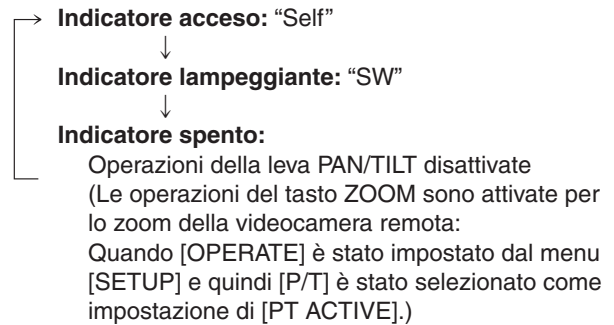 Indicatore acceso: “Self”
Indicatore lampeggiante: “SW”
Indicatore spento:
Operazioni della leva PAN/TILT disattivate
(Le operazioni del tasto ZOOM sono attivate per
lo zoom della videocamera remota:
Quando [OPERATE] è stato impostato dal menu
[SETUP] e quindi [P/T] è stato selezionato come
impostazione di [PT ACTIVE].)